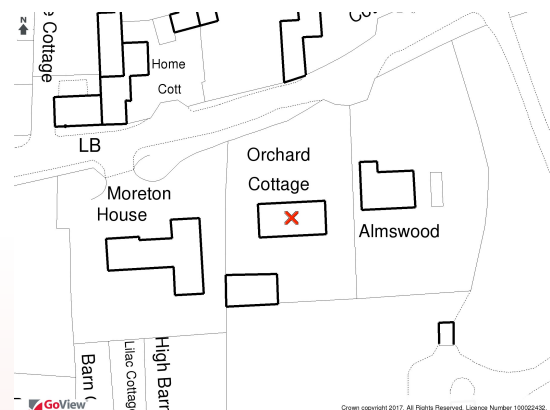 N
Cottage
Home
Cott
LB
Orchard
Cottage
Moreton
House
Almswood
Barn
Lilac Cottage
High Barn
GoView
Crown copyright 2017. All Rights Reserved. Licence Number 100022432.